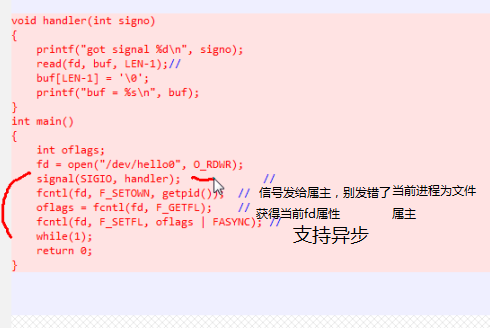 void handler(int signo)
{
printf("got signal %d\n", signo);
read(fd, buf, LEN-1);//
buf[LEN-1] = '\0';
printf("buf = %s\n", buf);
}
int main()
{
int oflags;
fd = open("/dev/hello0", O_RDWR);
signal(SIGIO, handler); //
fcntl(fd, F_SETOWN, getpid()); // 信号发给属主，别发错了当前进程为文件
oflags = fcntl(fd, F_GETFL); // 获得当前fd属性 属主
fcntl(fd, F_SETFL, oflags | FASYNC); //
while(1); 支持异步
return 0;
}